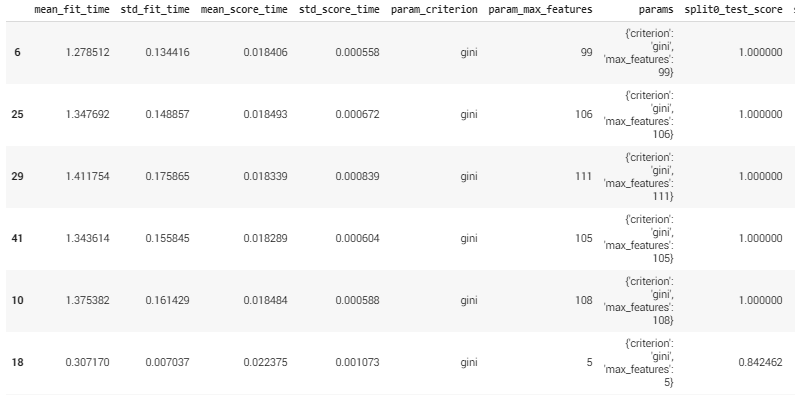 mean_fit_time std_fit_time mean_score_time std_score_time param_criterion param_max_features params split0_test_score
6 1.278512 0.134416 0.018406 0.000558 gini 99 {'criterion': 'gini', 'max_features': 99} 1.000000
25 1.347692 0.148857 0.018493 0.000672 gini 106 {'criterion': 'gini', 'max_features': 106} 1.000000
29 1.411754 0.175865 0.018339 0.000839 gini 111 {'criterion': 'gini', 'max_features': 111} 1.000000
41 1.343614 0.155845 0.018289 0.000604 gini 105 {'criterion': 'gini', 'max_features': 105} 1.000000
10 1.375382 0.161429 0.018484 0.000588 gini 108 {'criterion': 'gini', 'max_features': 108} 1.000000
18 0.307170 0.007037 0.022375 0.001073 gini 5 {'criterion': 'gini', 'max_features': 5} 0.842462